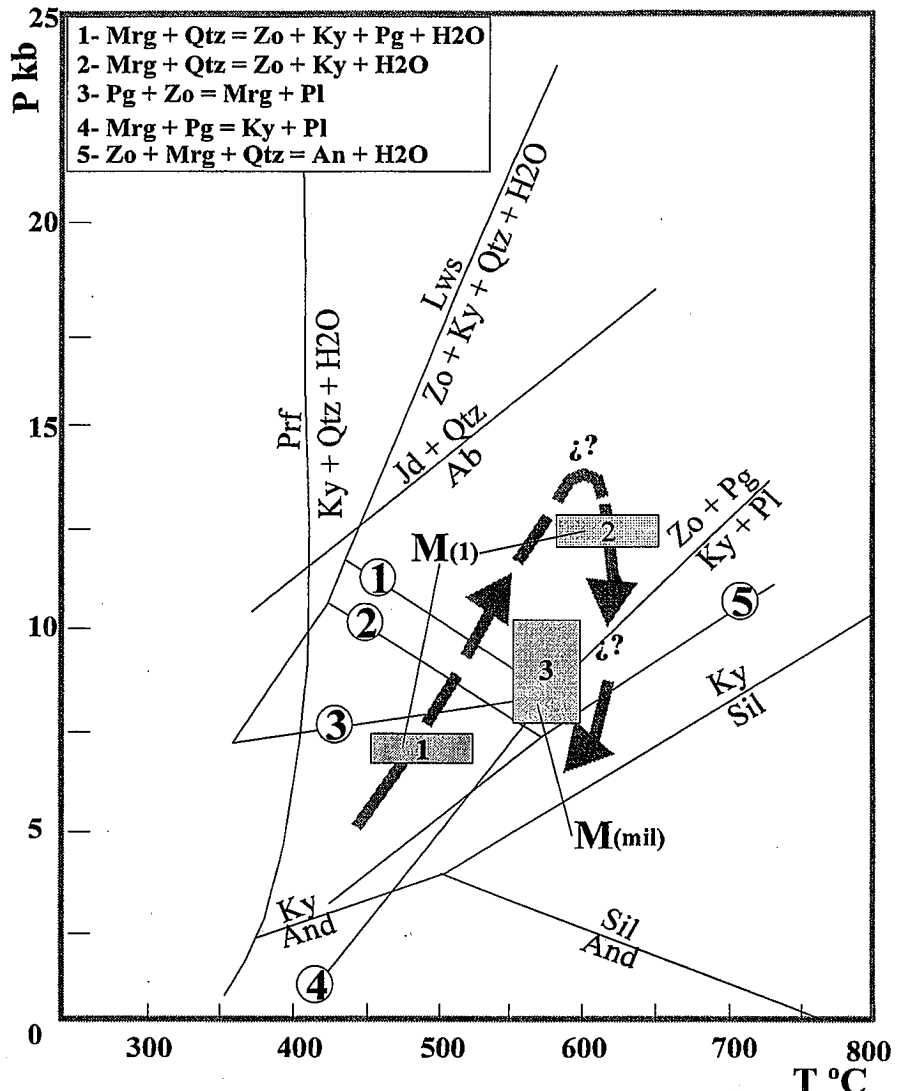 25
P kb
1- Mrg + Qtz = Zo + Ky + Pg + H2O
2- Mrg + Qtz = Zo + Ky + H2O
3- Pg + Zo = Mrg + Pl
4- Mrg + Pg = Ky + Pl
5- Zo + Mrg + Qtz = An + H2O
20
Lws
Zo + Ky + Qtz + H2O
Prf
Ky + Qtz + H2O
15
Jd + Qtz
Ab
¿?
Zo + Pg
Ky + Pl
M(1)
2
1
5
2
10
¿?
3
Ky
Sil
3
1
M(mil)
5
Ky
And
Sil
And
4
0
300
400
500
600
700
800
T ºC